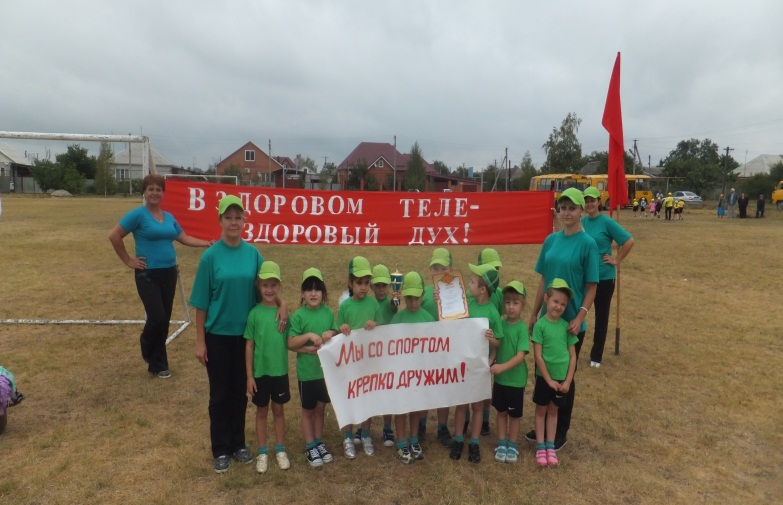 В ЗДОРОВОМ ТЕЛЕ-
ЗДОРОВЫЙ ДУХ!
Мы со спортом
крепко дружим!